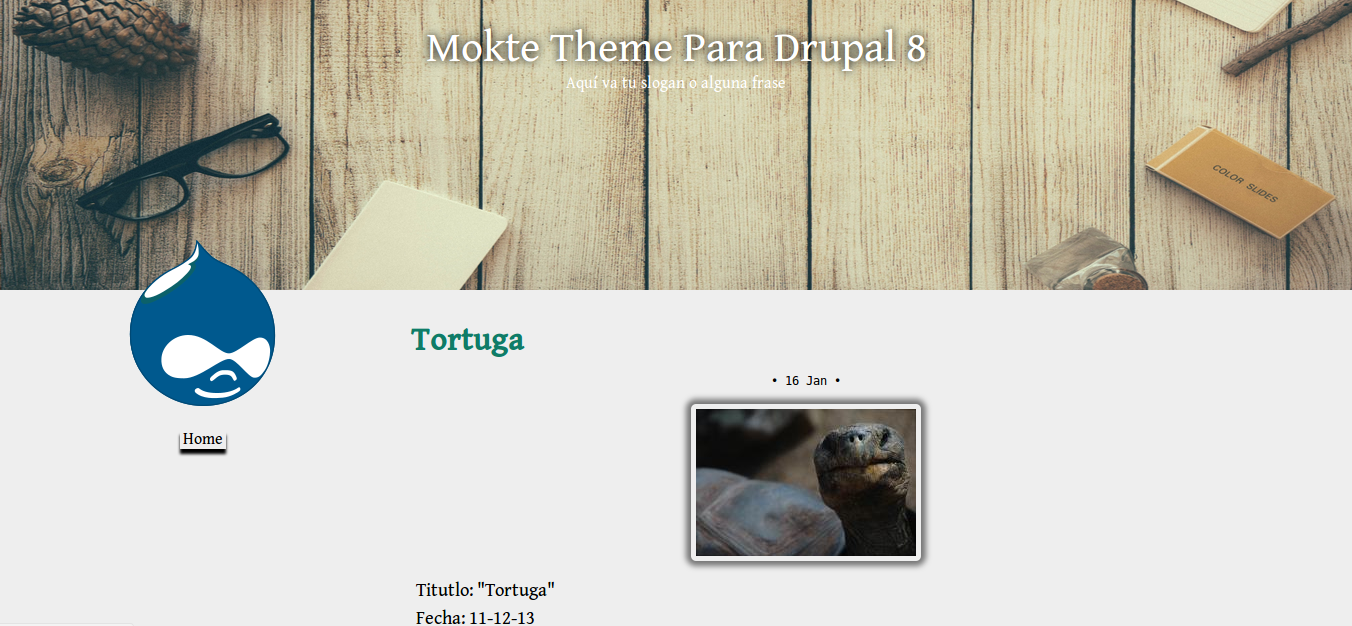 Mokte Theme Para Drupal 8
Aquí va tu slogan o alguna frase
COLOR SLIDES
Home
Tortuga
• 16 Jan •
Titutlo: "Tortuga"
Fecha: 11-12-13